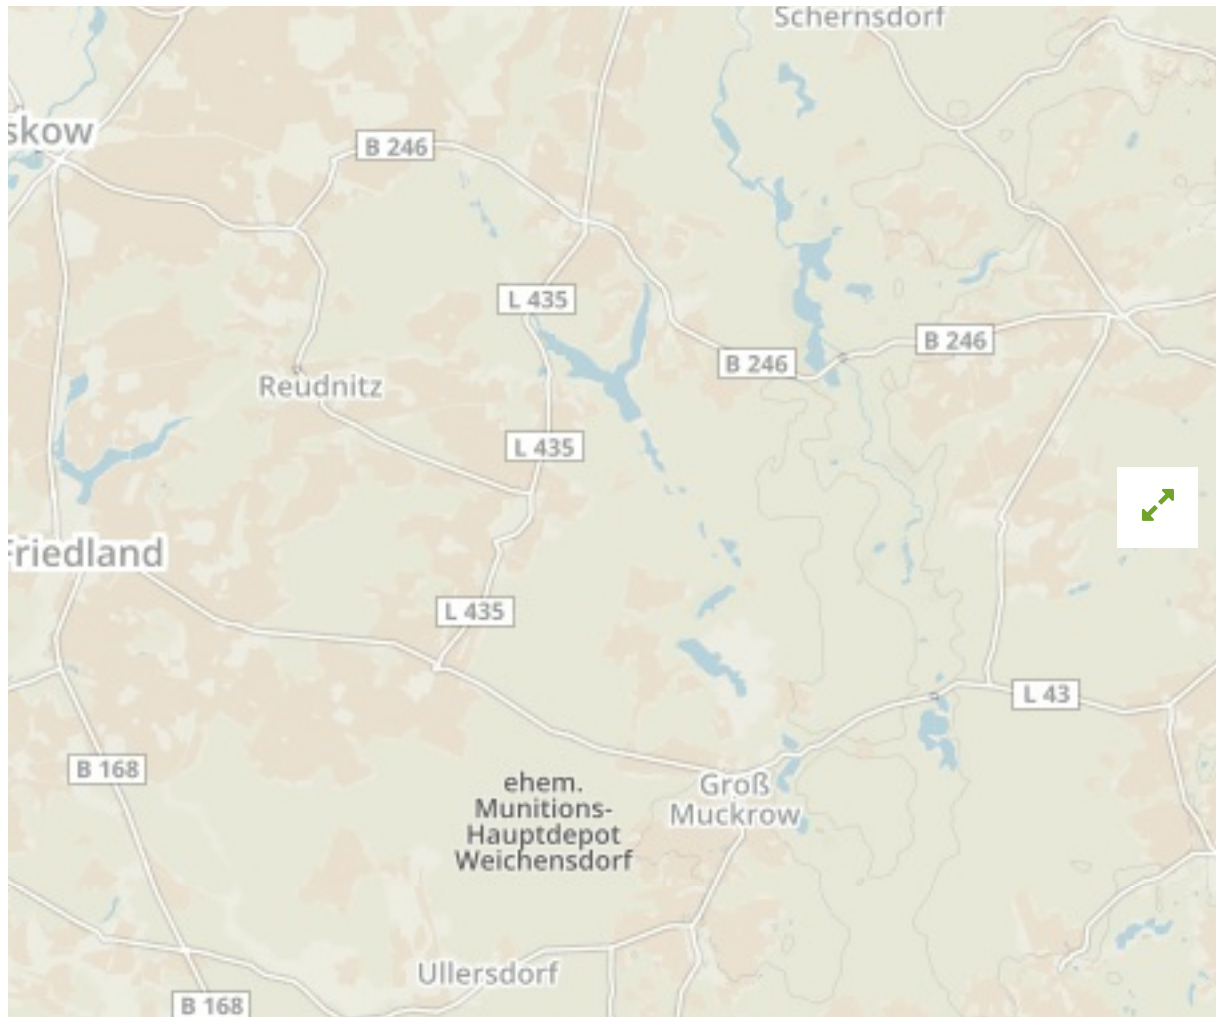 Schernsdorf
skow
B 246
L 435
B 246
B 246
Reudnitz
L 435
Friedland
L 435
L 43
B 168
ehem.
Munitions-
Hauptdepot
Weichensdorf
Groß
Muckrow
Ullersdorf
B 168